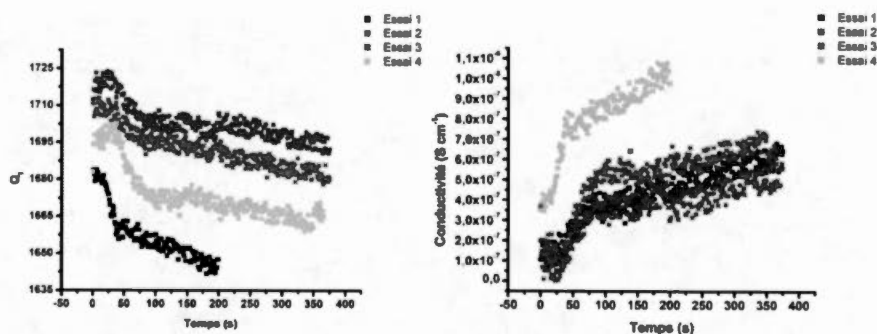 Essai 1
Essai 2
Essai 3
Essai 4
1725
1710
1695
1680
1665
1650
1635
-50 0 50 100 150 200 250 300 350 400
Temps (s)
Essai 1
Essai 2
Essai 3
Essai 4
1,1x10⁻⁶
1,0x10⁻⁶
9,0x10⁻⁷
8,0x10⁻⁷
7,0x10⁻⁷
6,0x10⁻⁷
5,0x10⁻⁷
4,0x10⁻⁷
3,0x10⁻⁷
2,0x10⁻⁷
1,0x10⁻⁷
0,0
Conductivité (S cm⁻¹)
-50 0 50 100 150 200 250 300 350 400
Temps (s)